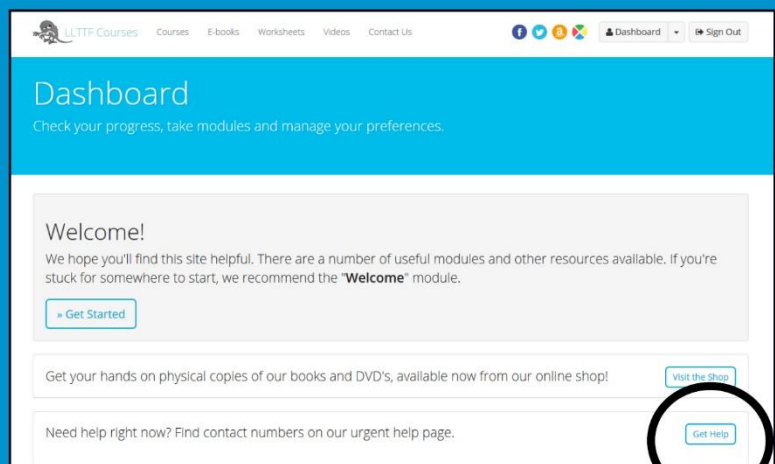 LLTTF Courses Courses E-books Worksheets Videos Contact Us Dashboard Sign Out
Dashboard
Check your progress, take modules and manage your preferences.
Welcome!
We hope you'll find this site helpful. There are a number of useful modules and other resources available. If you're
stuck for somewhere to start, we recommend the "Welcome" module.
» Get Started
Get your hands on physical copies of our books and DVD's, available now from our online shop! Visit the Shop
Need help right now? Find contact numbers on our urgent help page. Get Help